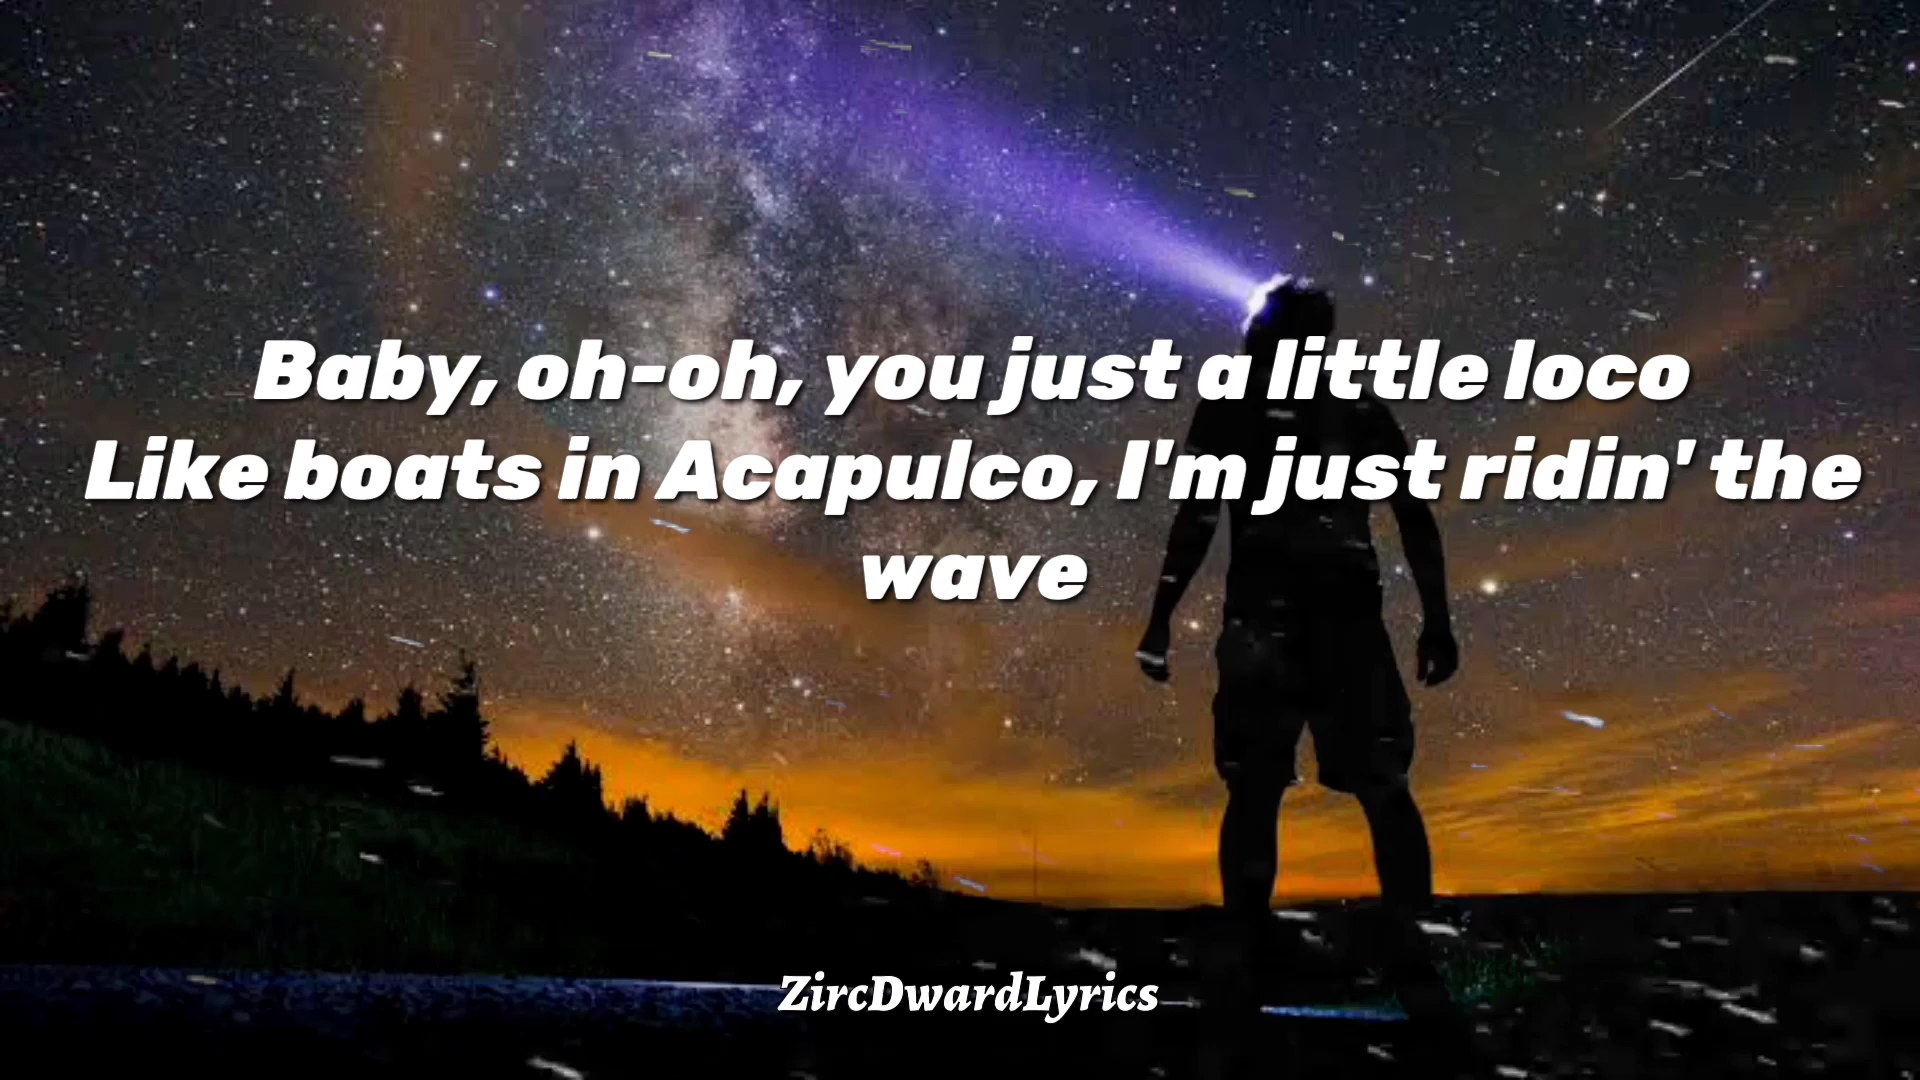 Baby, oh-oh, you just a little loco
Like boats in Acapulco, I'm just ridin' the
wave
ZircDwardLyrics